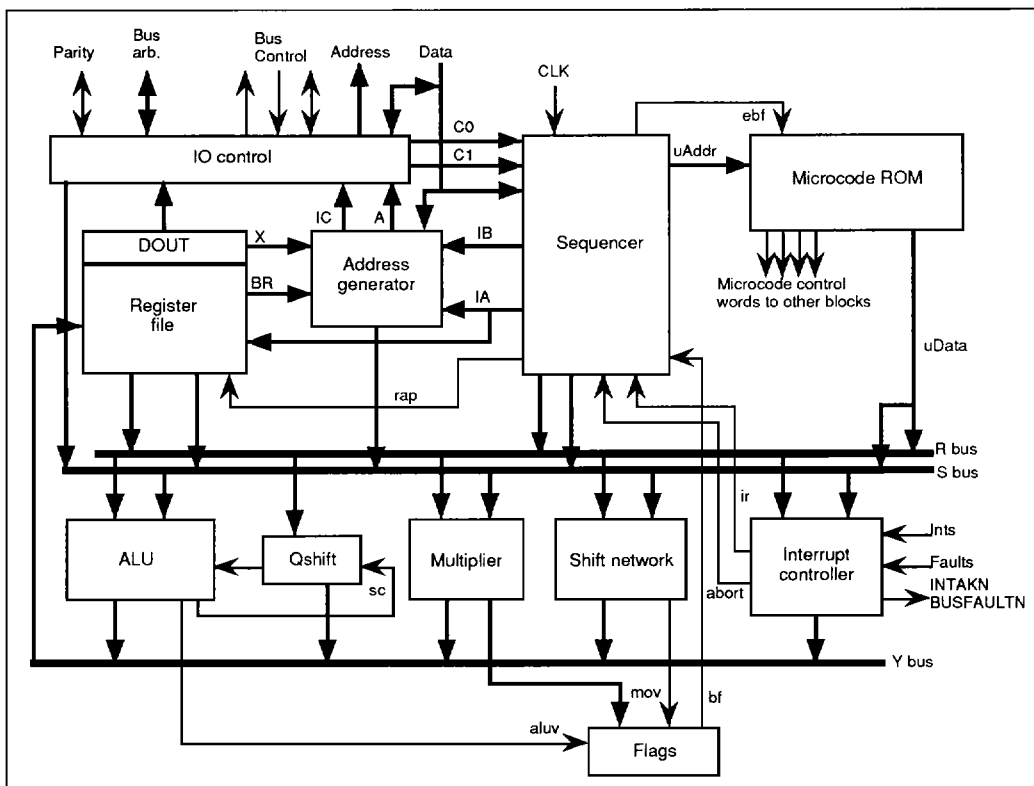 Parity
Bus
arb.
Bus
Control
Address
Data
CLK
ebf
C0
C1
uAddr
IO control
Microcode ROM
IC
A
DOUT
X
IB
Sequencer
Address
generator
Register
file
BR
IA
Microcode control
words to other blocks
uData
rap
R bus
S bus
ir
ALU
Qshift
Multiplier
Shift network
Interrupt
controller
Ints
Faults
INTAKN
BUSFAULTN
sc
abort
Y bus
mov
bf
aluv
Flags